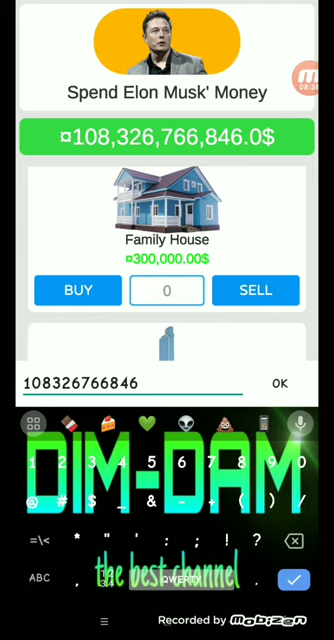 08:38
Spend Elon Musk' Money
¤108,326,766,846.0$
Family House
¤300,000.00$
BUY
0
SELL
108326766846
OK
DIM-DAM
1 2 3 4 5 6 7 8 9 0
@ # $ _ & - + ( ) /
=\< * " ' : ; ! ?
the best channel
ABC , QWERTY .
Recorded by Mobizen